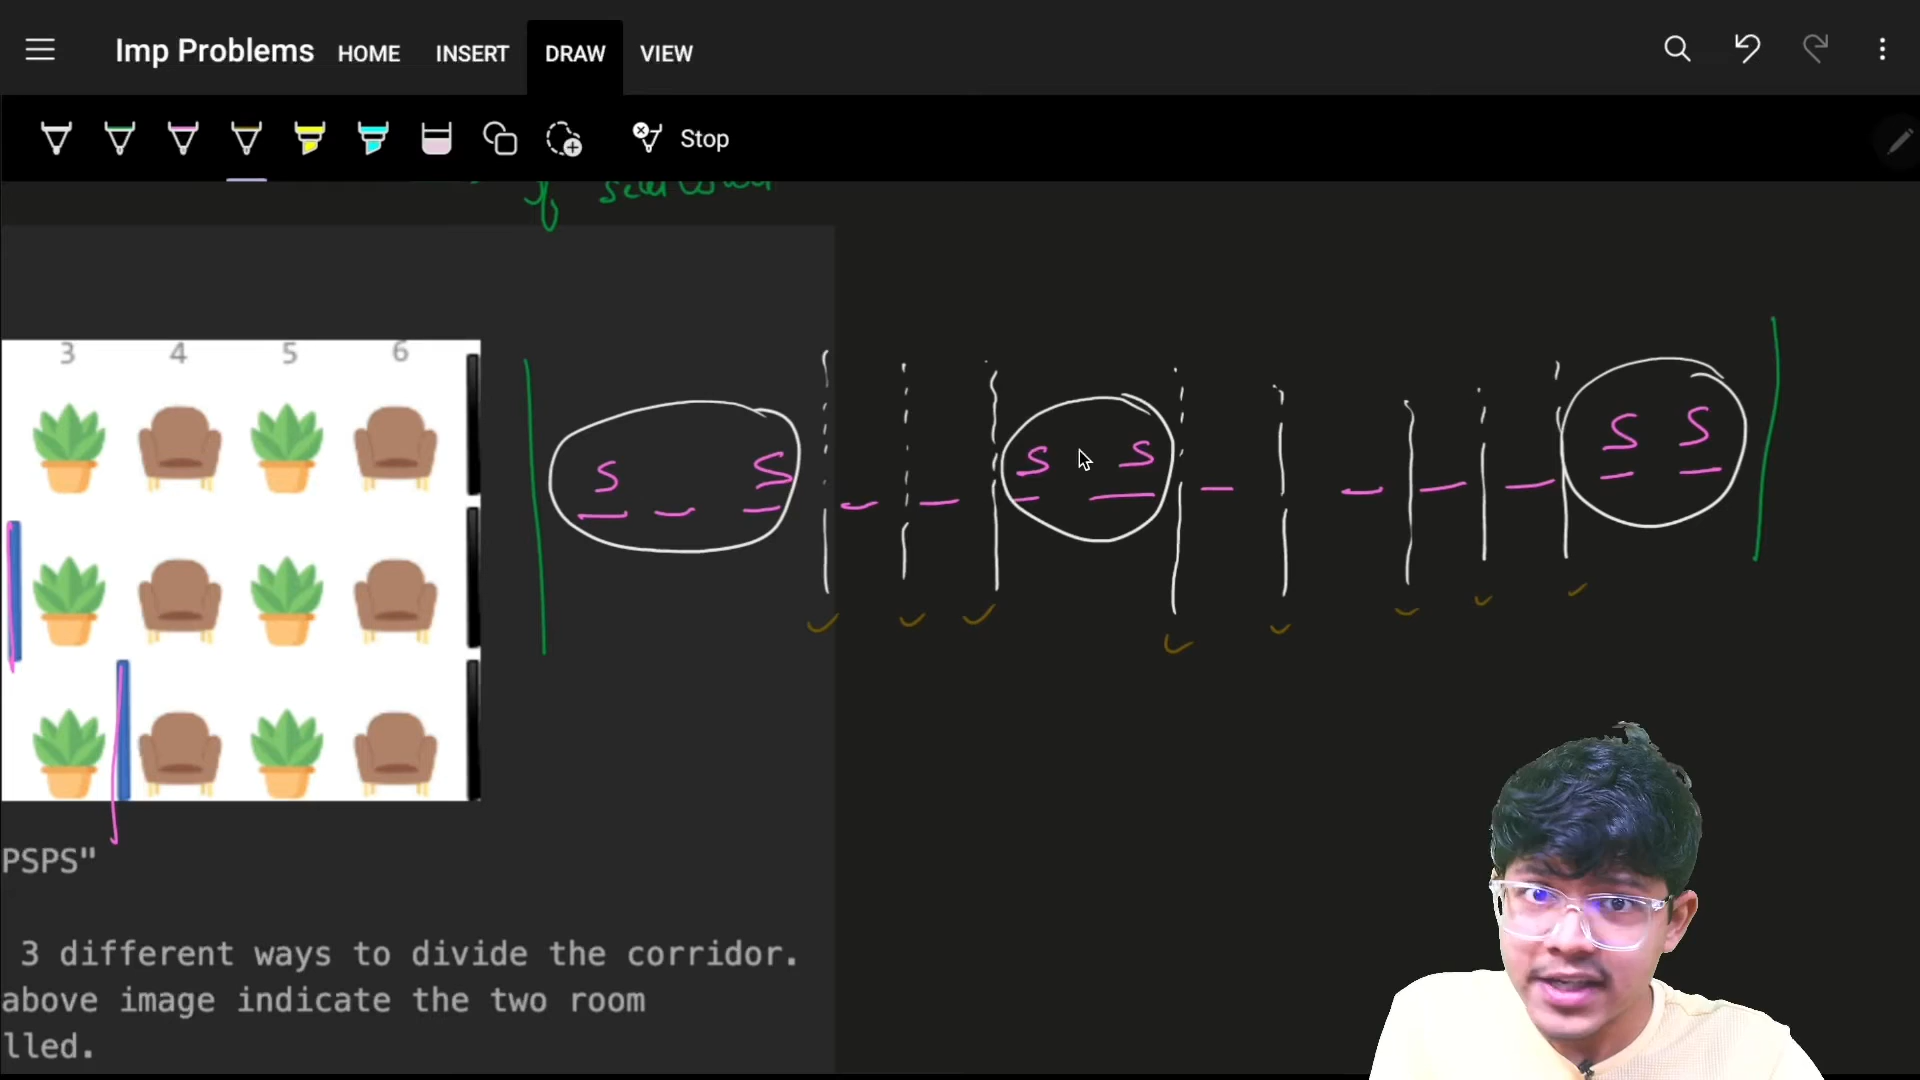 Imp Problems HOME INSERT DRAW VIEW
Stop
3 4 5 6
S S S S S S
PSPS"
3 different ways to divide the corridor.
above image indicate the two room
lled.